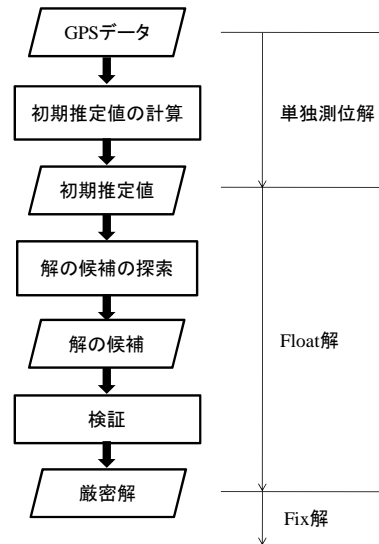 GPSデータ
初期推定値の計算
単独測位解
初期推定値
解の候補の探索
解の候補
Float解
検証
厳密解
Fix解